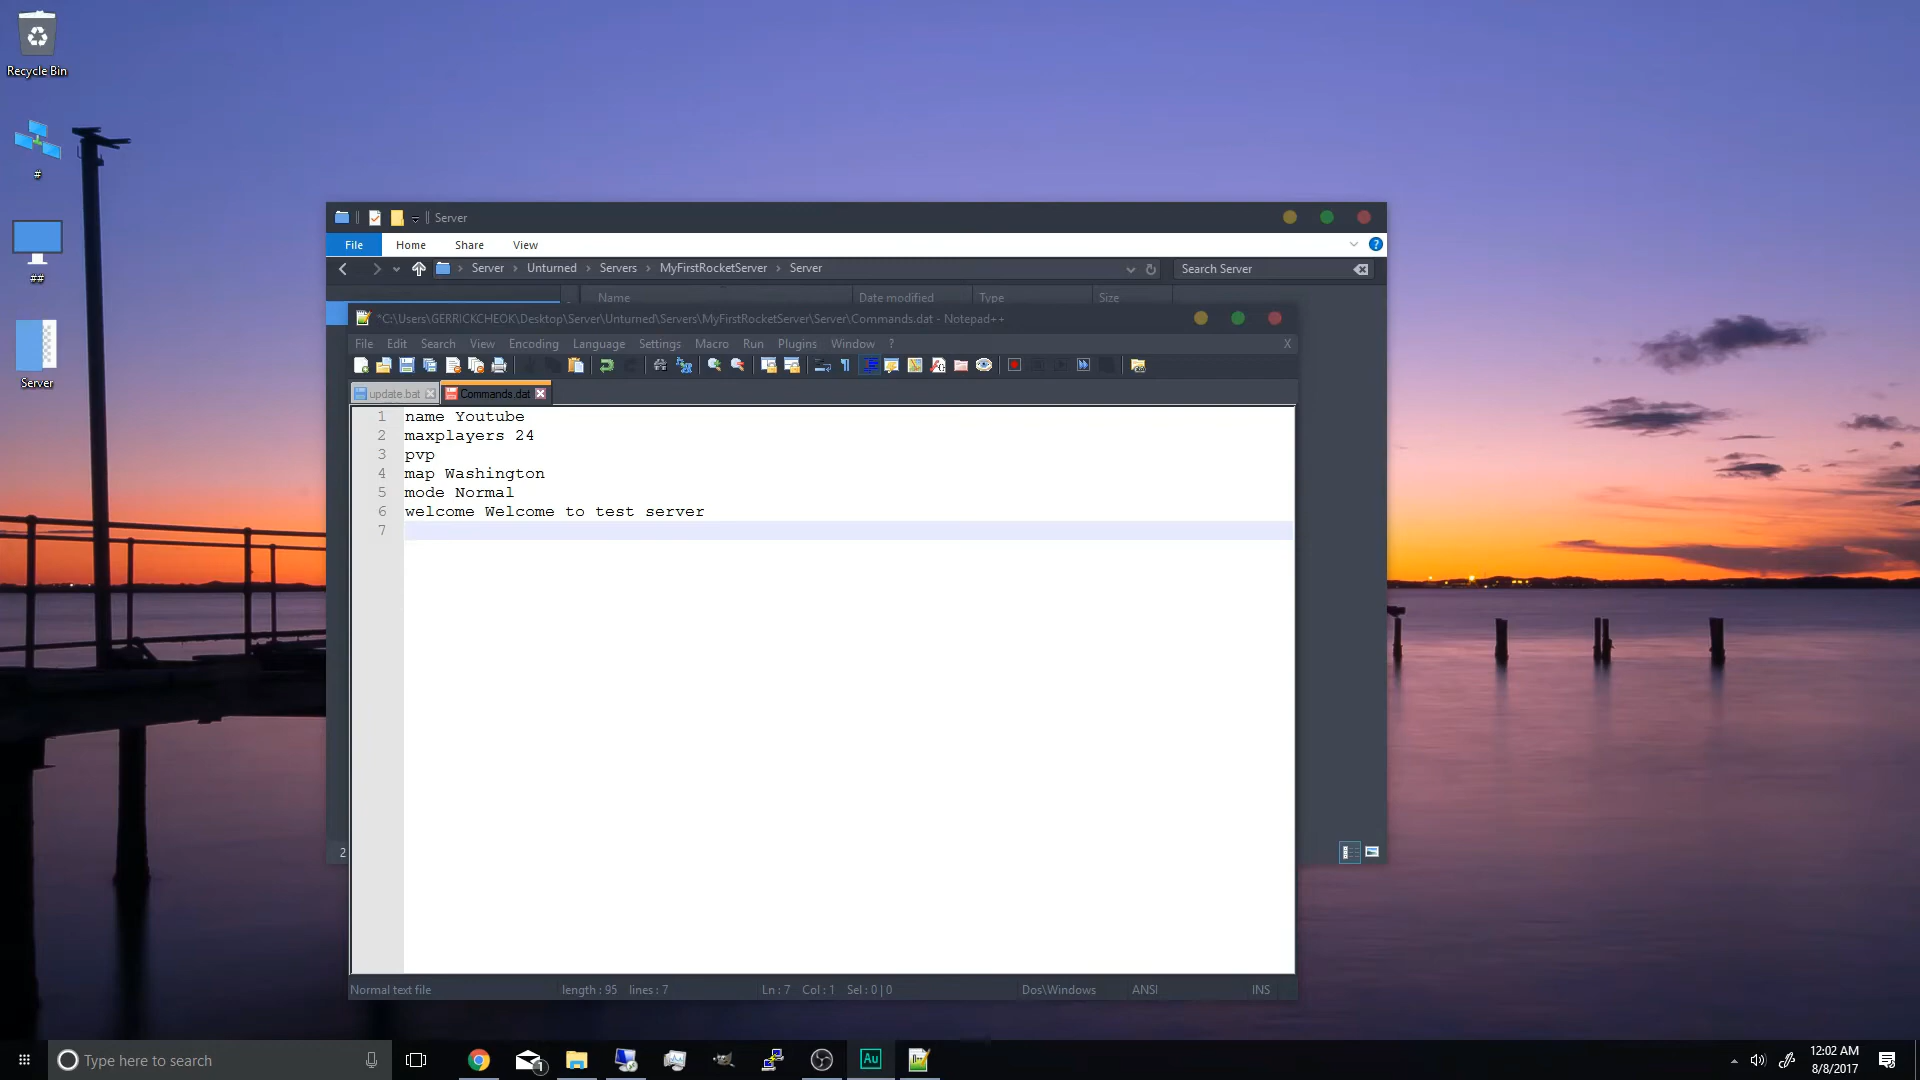 Recycle Bin
#
##
Server
Server
File Home Share View
Server Unturned Servers MyFirstRocketServer Server
Search Server
Name Date modified Type Size
*C:\Users\GERRICKCHEOK\Desktop\Server\Unturned\Servers\MyFirstRocketServer\Server\Commands.dat - Notepad++
File Edit Search View Encoding Language Settings Macro Run Plugins Window ? X
update.bat Commands.dat
1 name Youtube
2 maxplayers 24
3 pvp
4 map Washington
5 mode Normal
6 welcome Welcome to test server
7
2
Normal text file length : 95 lines : 7 Ln : 7 Col : 1 Sel : 0 | 0 Dos\Windows ANSI INS
Type here to search
1
Au
12:02 AM
8/8/2017